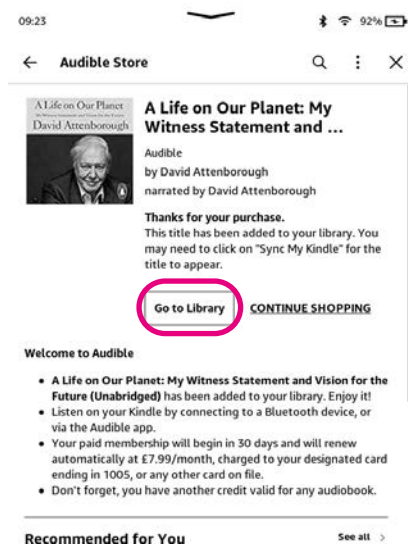 09:23
92%
Audible Store
A Life on Our Planet
David Attenborough
A Life on Our Planet: My
Witness Statement and ...
Audible
by David Attenborough
narrated by David Attenborough
Thanks for your purchase.
This title has been added to your library. You
may need to click on "Sync My Kindle" for the
title to appear.
Go to Library
CONTINUE SHOPPING
Welcome to Audible
• A Life on Our Planet: My Witness Statement and Vision for the
Future (Unabridged) has been added to your library. Enjoy it!
• Listen on your Kindle by connecting to a Bluetooth device, or
via the Audible app.
• Your paid membership will begin in 30 days and will renew
automatically at £7.99/month, charged to your designated card
ending in 1005, or any other card on file.
• Don't forget, you have another credit valid for any audiobook.
Recommended for You
See all >